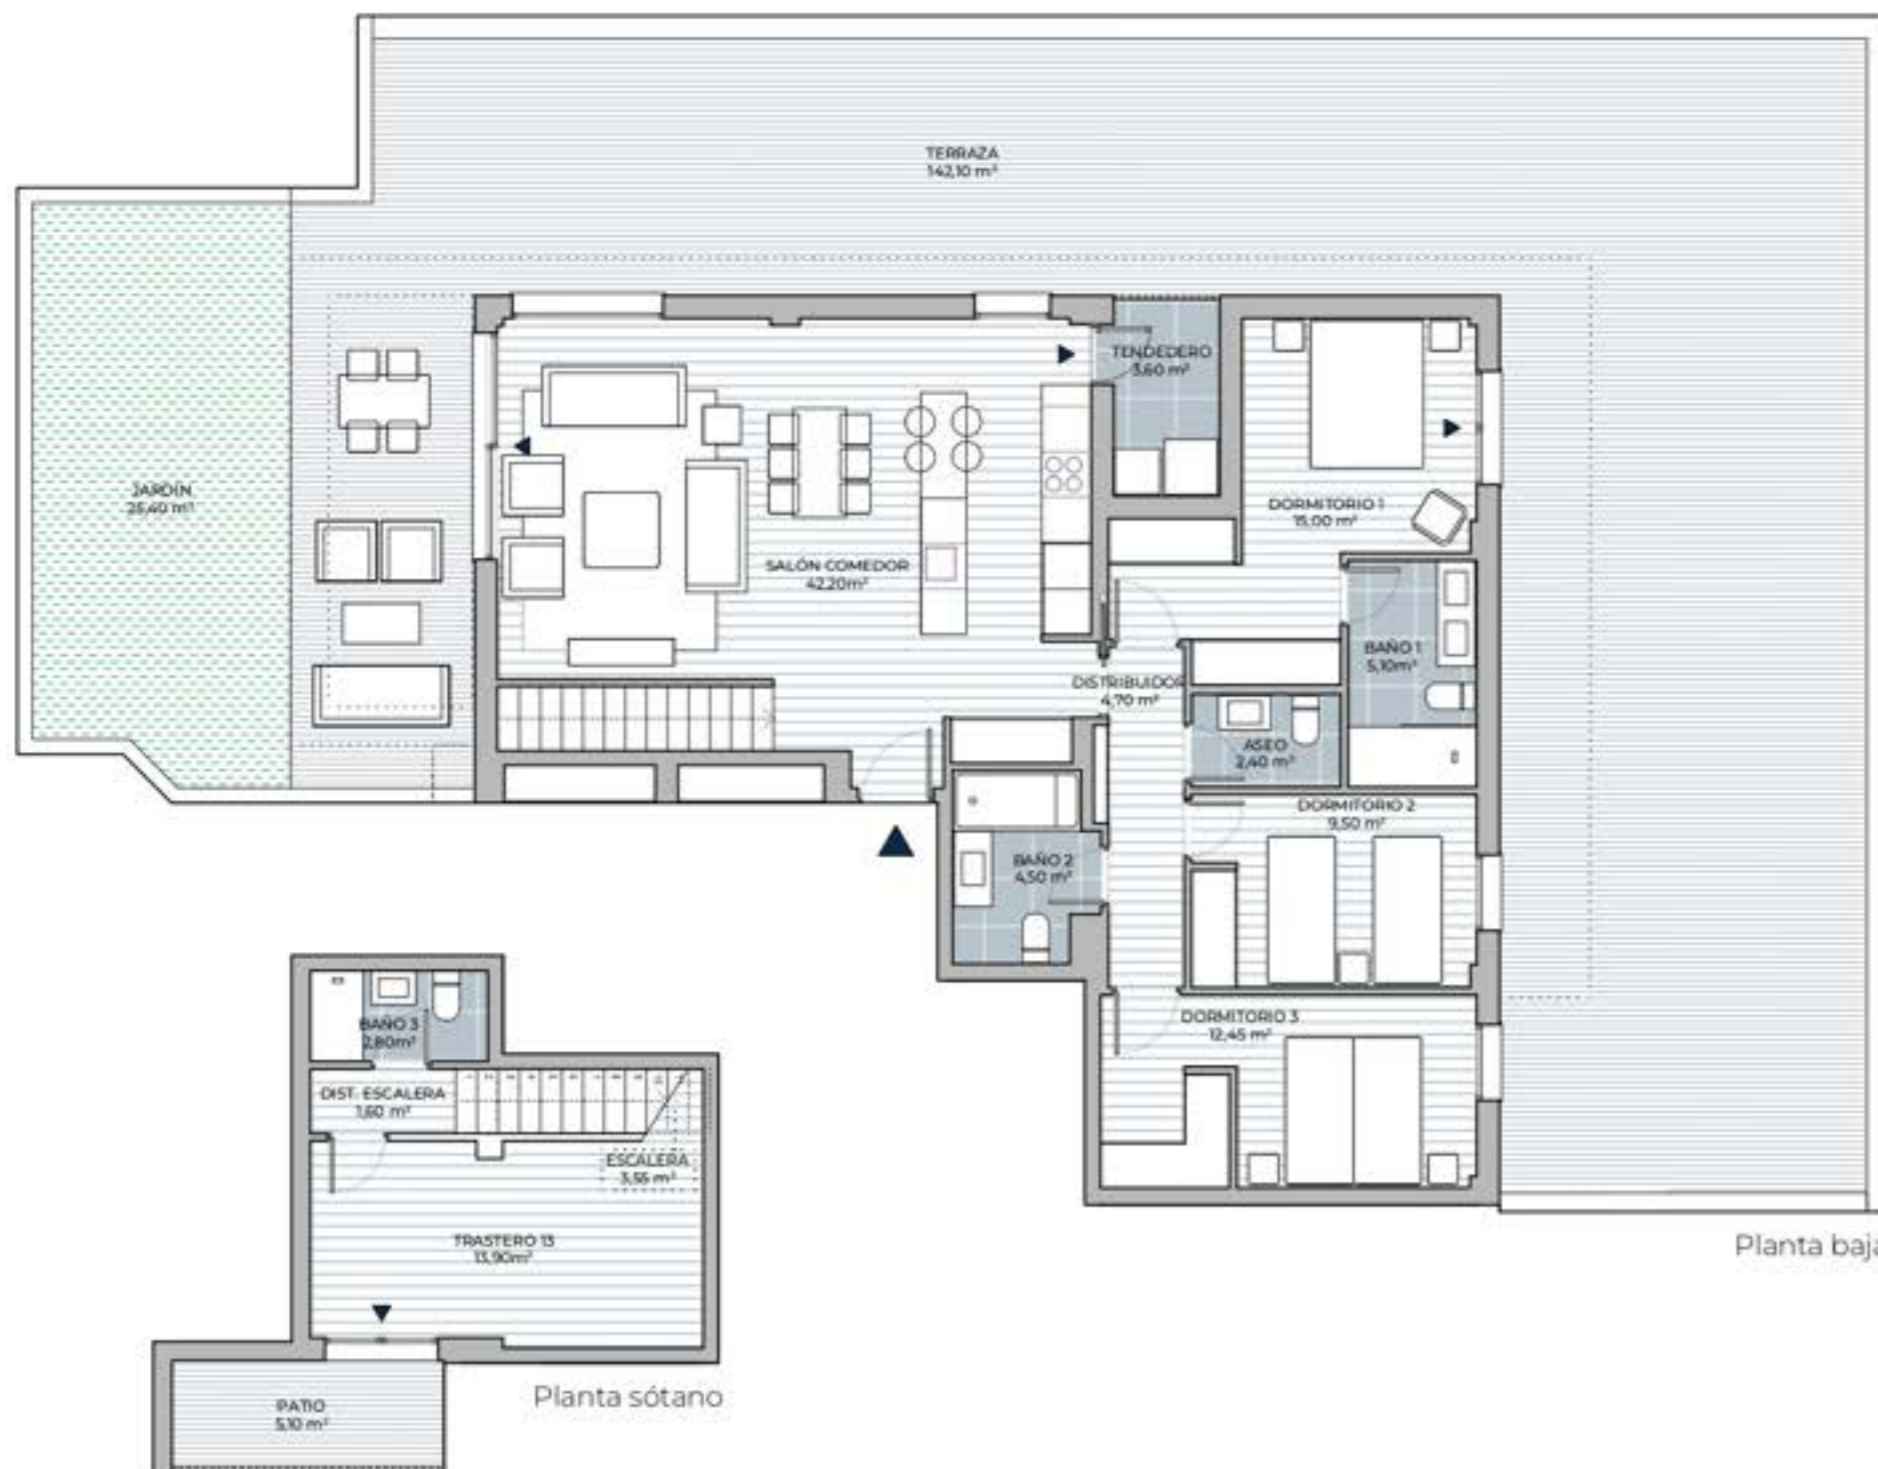 TERRAZA
142,10 m²
JARDÍN
25,40 m²
TENDEDERO
3,60 m²
DORMITORIO 1
15,00 m²
SALÓN COMEDOR
42,20m²
BAÑO 1
5,10m²
DISTRIBUIDOR
4,70 m²
ASEO
2,40 m²
DORMITORIO 2
9,50 m²
BAÑO 2
4,50 m²
DORMITORIO 3
12,45 m²
Planta baja
BAÑO 3
2,80m²
DIST. ESCALERA
1,60 m²
ESCALERA
3,55 m²
TRASTERO 13
13,90m²
PATIO
5,10 m²
Planta sótano